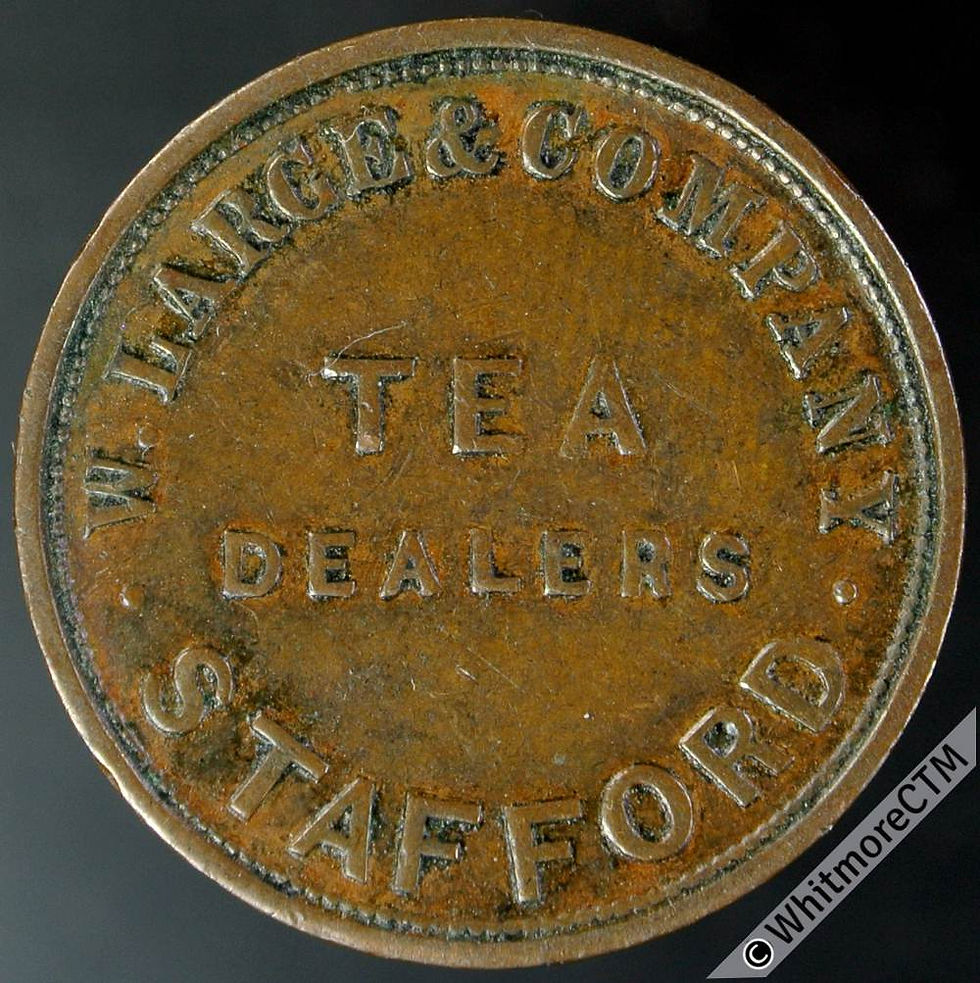 W. LARGE & COMPANY
TEA
DEALERS
· STAFFORD ·
© WhitmoreCTM